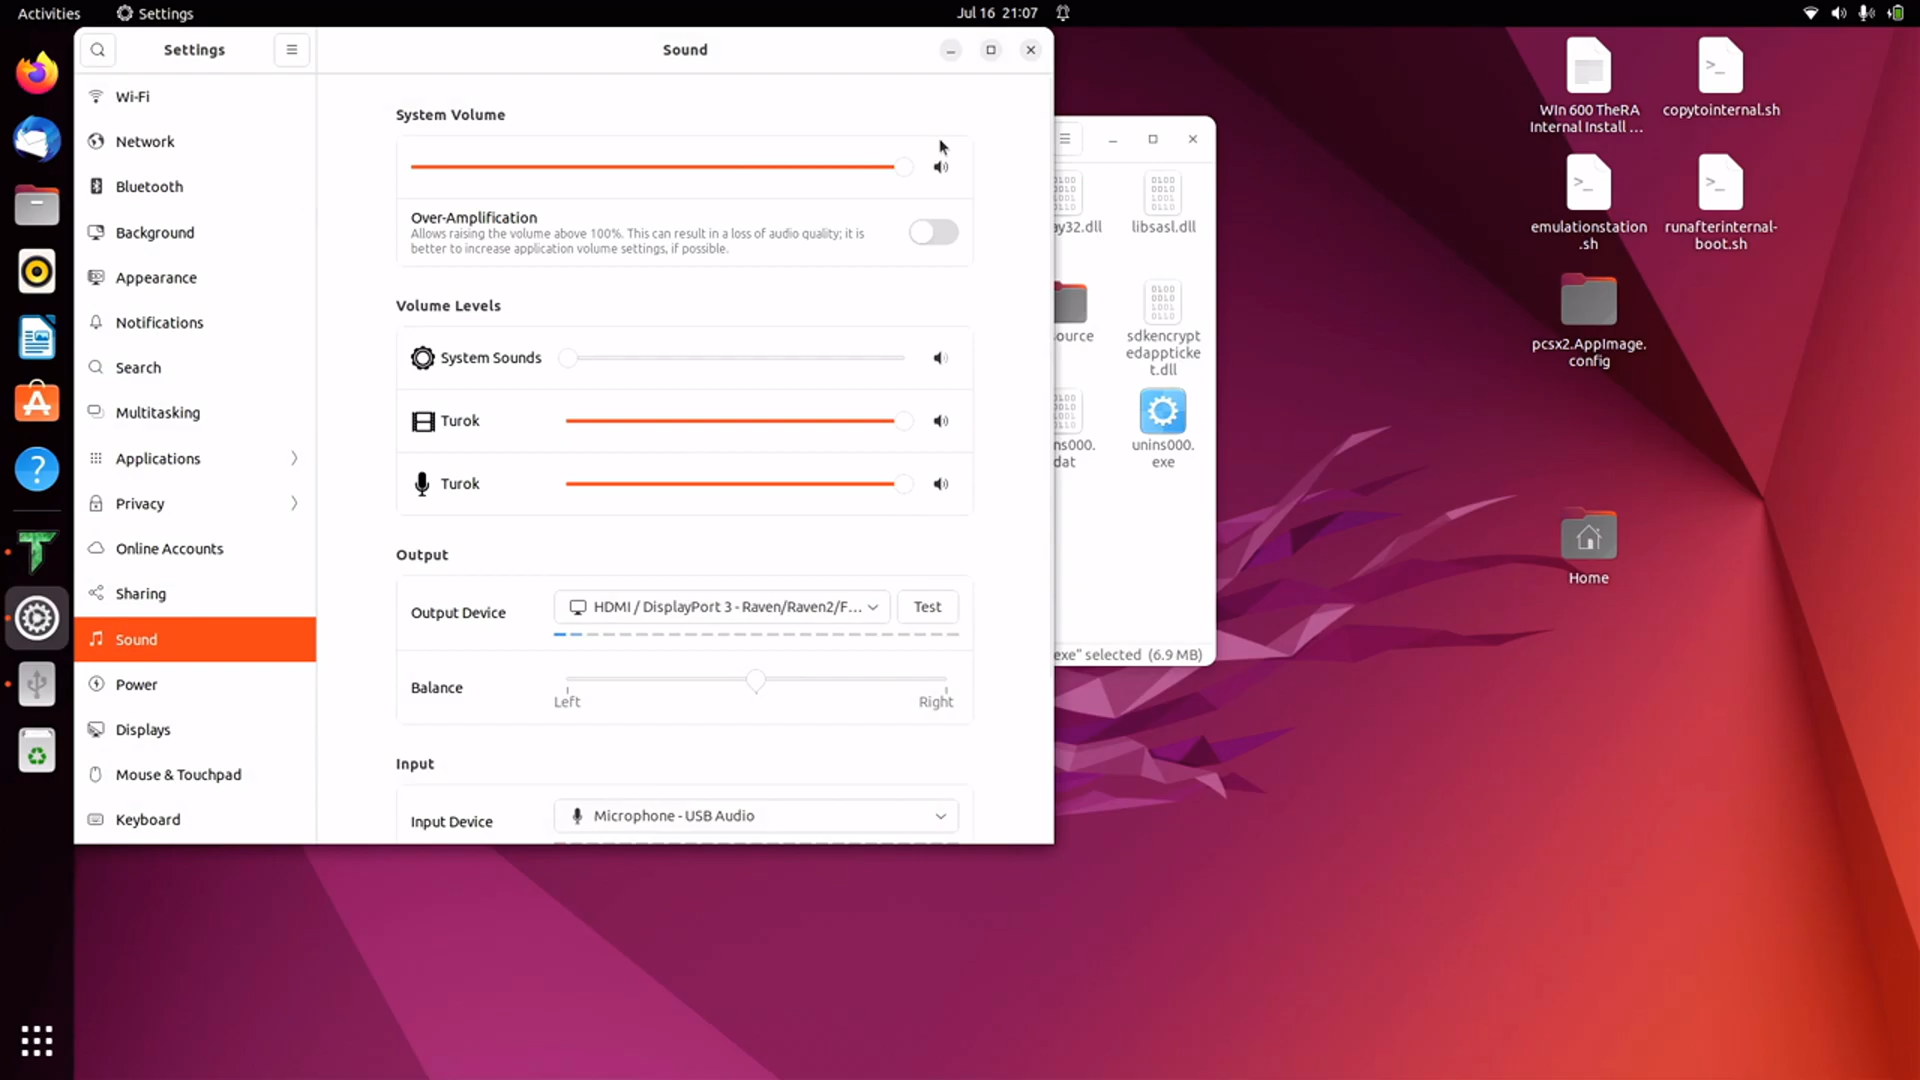 Activities
Settings
Jul 16 21:07
Settings
Sound
Wi-Fi
Network
Bluetooth
Background
Appearance
Notifications
Search
Multitasking
Applications
Privacy
Online Accounts
Sharing
Sound
Power
Displays
Mouse & Touchpad
Keyboard
System Volume
Over-Amplification
Allows raising the volume above 100%. This can result in a loss of audio quality; it is
better to increase application volume settings, if possible.
Volume Levels
System Sounds
Turok
Turok
Output
Output Device
HDMI / DisplayPort 3 - Raven/Raven2/F...
Test
Balance
Left
Right
Input
Input Device
Microphone - USB Audio
ay32.dll
libsasl.dll
ource
sdkencrypt
edappticke
t.dll
ns000.
dat
unins000.
exe
exe" selected (6.9 MB)
WIn 600 TheRA
Internal Install ...
copytointernal.sh
emulationstation
.sh
runafterinternal-
boot.sh
pcsx2.AppImage.
config
Home